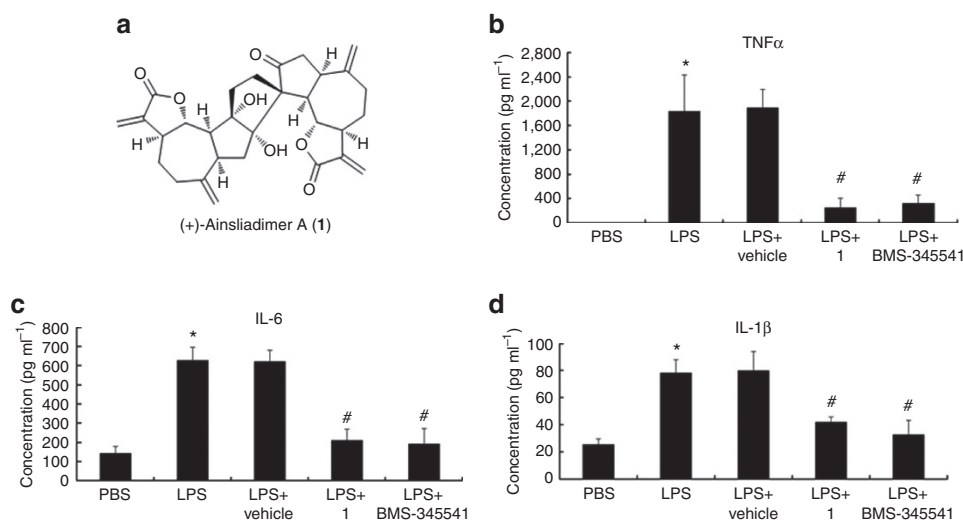 a
O
O
H
H
OH
OH
H
O
H
H
H
O
O
(+)-Ainsliadimer A (1)
b
TNFα
Concentration (pg ml⁻¹)
2,800
2,400
2,000
1,600
1,200
800
400
0
*
#
#
PBS
LPS
LPS+
vehicle
LPS+
1
LPS+
BMS-345541
c
IL-6
Concentration (pg ml⁻¹)
800
700
600
500
400
300
200
100
0
*
#
#
PBS
LPS
LPS+
vehicle
LPS+
1
LPS+
BMS-345541
d
IL-1β
Concentration (pg ml⁻¹)
100
80
60
40
20
0
*
#
#
PBS
LPS
LPS+
vehicle
LPS+
1
LPS+
BMS-345541